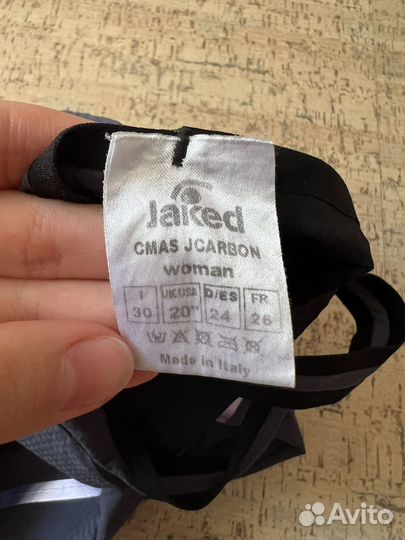 Jaked
CMAS JCARBON
woman
I UK/USA D/ES FR
30 20" 24 26
Made in Italy
Avito